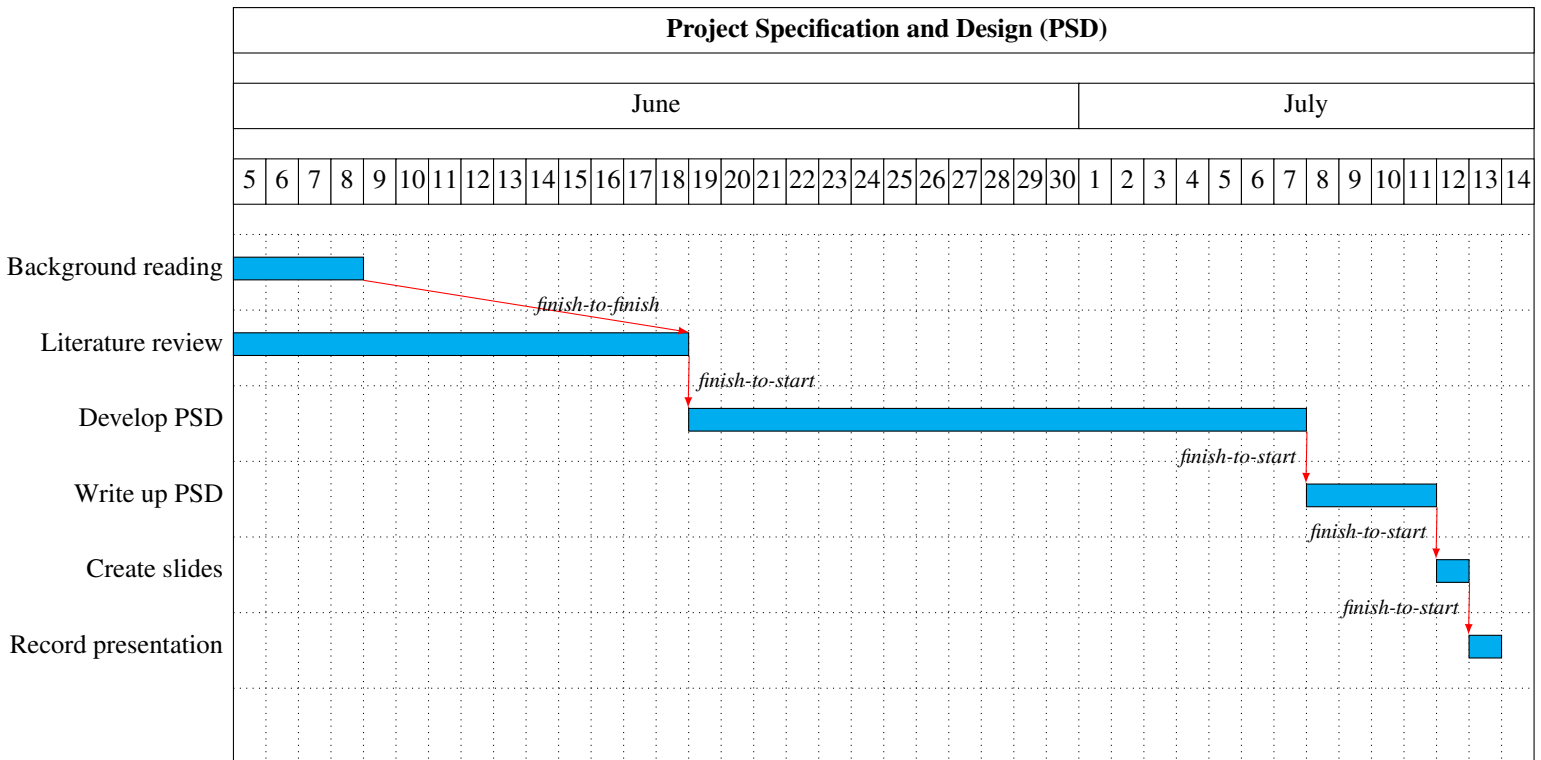 Project Specification and Design (PSD)
June July
5 6 7 8 9 10 11 12 13 14 15 16 17 18 19 20 21 22 23 24 25 26 27 28 29 30 1 2 3 4 5 6 7 8 9 10 11 12 13 14
Background reading
finish-to-finish
Literature review
finish-to-start
Develop PSD
finish-to-start
Write up PSD
finish-to-start
Create slides
finish-to-start
Record presentation